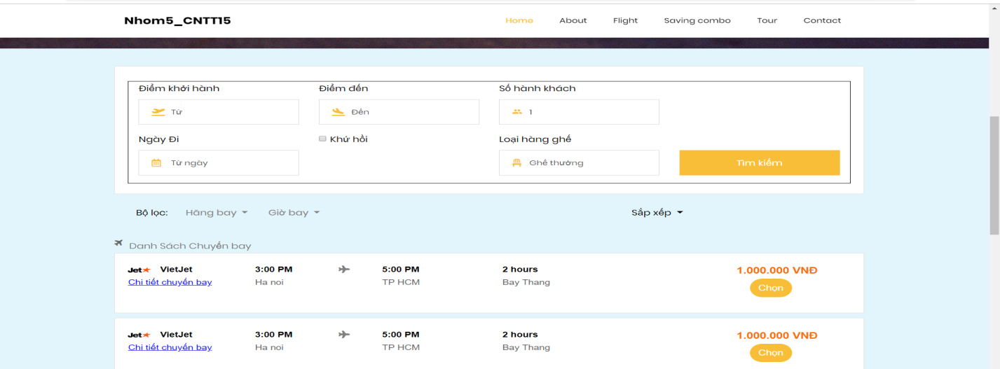 Nhom5_CNTT15 Home About Flight Saving combo Tour Contact
Điểm khởi hành Điểm đến Số hành khách
Từ Đến 1
Ngày Đi Khứ hồi Loại hàng ghế
Từ ngày Ghế thường Tìm kiếm
Bộ lọc: Hãng bay Giờ bay Sắp xếp
Danh Sách Chuyến bay
Jet VietJet 3:00 PM 5:00 PM 2 hours 1.000.000 VNĐ
Chi tiết chuyến bay Ha noi TP HCM Bay Thang Chọn
Jet VietJet 3:00 PM 5:00 PM 2 hours 1.000.000 VNĐ
Chi tiết chuyến bay Ha noi TP HCM Bay Thang Chọn